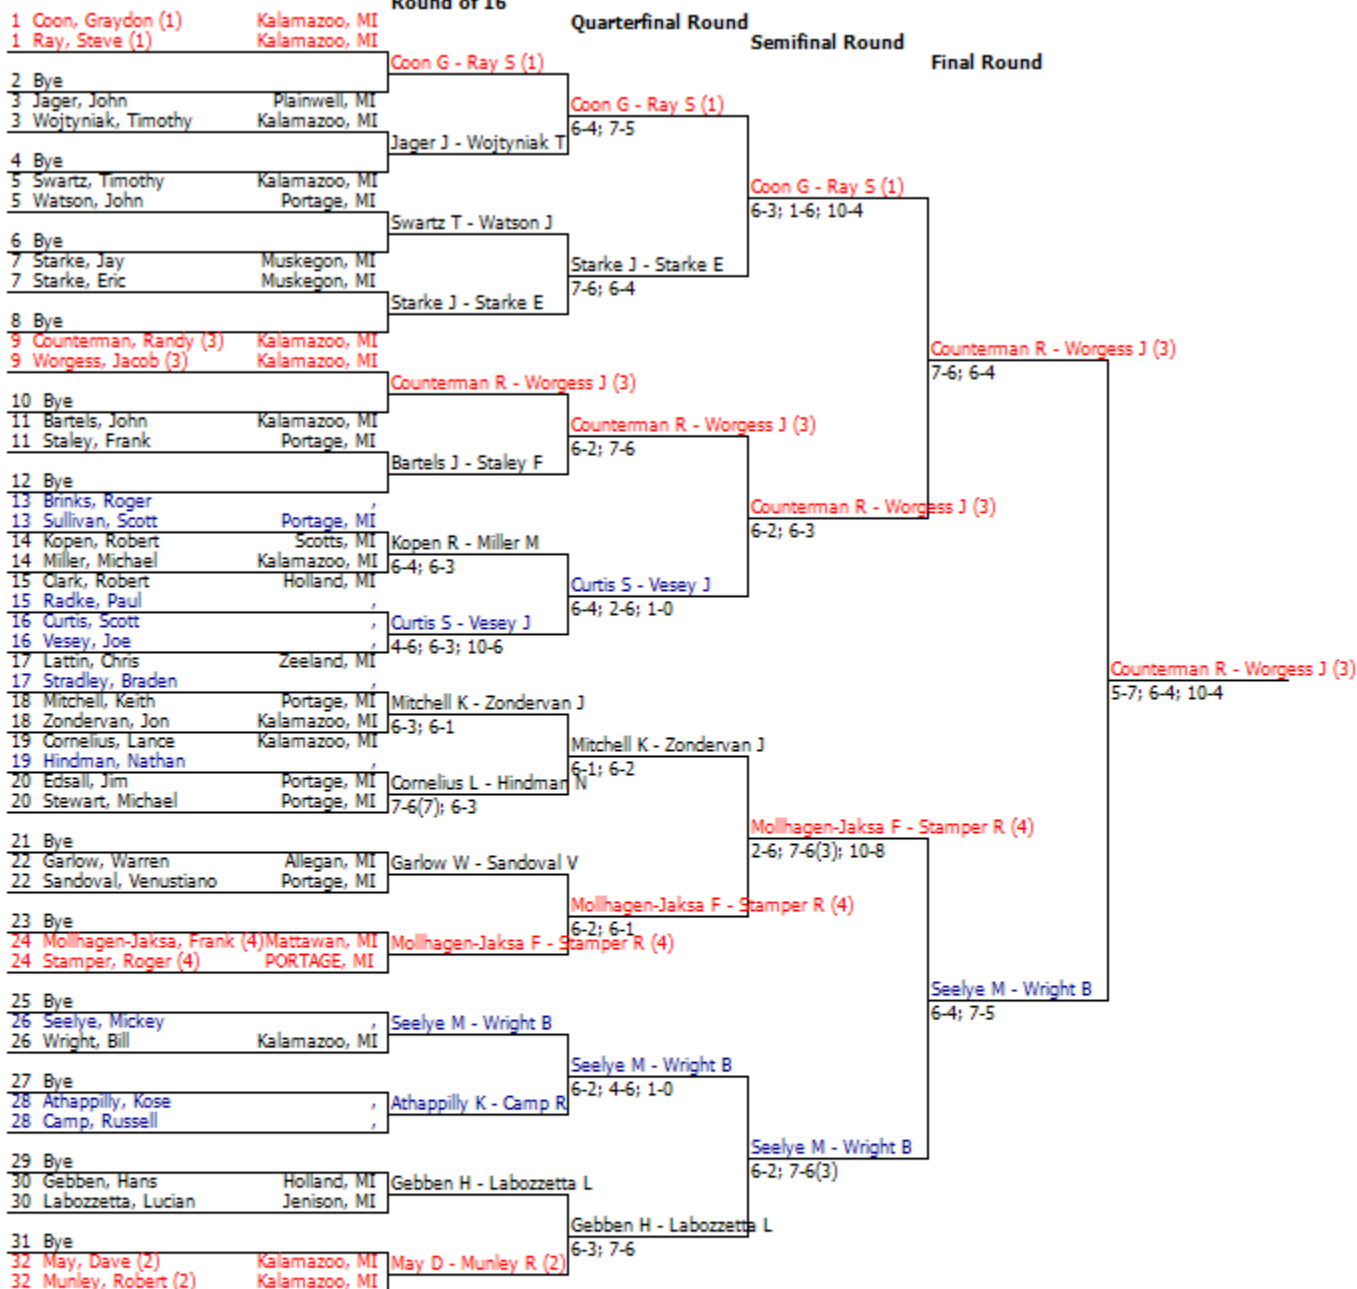 Round of 16
Quarterfinal Round
Semifinal Round
Final Round
1 Coon, Graydon (1) Kalamazoo, MI
1 Ray, Steve (1) Kalamazoo, MI
Coon G - Ray S (1)
2 Bye
3 Jager, John Plainwell, MI
Coon G - Ray S (1)
3 Wojtyniak, Timothy Kalamazoo, MI
6-4; 7-5
Jager J - Wojtyniak T
4 Bye
5 Swartz, Timothy Kalamazoo, MI
Coon G - Ray S (1)
5 Watson, John Portage, MI
6-3; 1-6; 10-4
Swartz T - Watson J
6 Bye
7 Starke, Jay Muskegon, MI
Starke J - Starke E
7 Starke, Eric Muskegon, MI
7-6; 6-4
Starke J - Starke E
8 Bye
9 Counterman, Randy (3) Kalamazoo, MI
Counterman R - Worgess J (3)
9 Worgess, Jacob (3) Kalamazoo, MI
7-6; 6-4
Counterman R - Worgess J (3)
10 Bye
11 Bartels, John Kalamazoo, MI
Counterman R - Worgess J (3)
11 Staley, Frank Portage, MI
6-2; 7-6
Bartels J - Staley F
12 Bye
13 Brinks, Roger ,
Counterman R - Worgess J (3)
13 Sullivan, Scott Portage, MI
6-2; 6-3
14 Kopen, Robert Scotts, MI
Kopen R - Miller M
14 Miller, Michael Kalamazoo, MI
6-4; 6-3
15 Clark, Robert Holland, MI
Curtis S - Vesey J
15 Radke, Paul ,
6-4; 2-6; 1-0
16 Curtis, Scott ,
Curtis S - Vesey J
16 Vesey, Joe ,
4-6; 6-3; 10-6
17 Lattin, Chris Zeeland, MI
Counterman R - Worgess J (3)
17 Stradley, Braden ,
5-7; 6-4; 10-4
18 Mitchell, Keith Portage, MI
Mitchell K - Zondervan J
18 Zondervan, Jon Kalamazoo, MI
6-3; 6-1
19 Cornelius, Lance Kalamazoo, MI
Mitchell K - Zondervan J
19 Hindman, Nathan ,
6-1; 6-2
20 Edsall, Jim Portage, MI
Cornelius L - Hindman N
20 Stewart, Michael Portage, MI
7-6(7); 6-3
Mollhagen-Jaksa F - Stamper R (4)
21 Bye
2-6; 7-6(3); 10-8
22 Garlow, Warren Allegan, MI
Garlow W - Sandoval V
22 Sandoval, Venustiano Portage, MI
Mollhagen-Jaksa F - Stamper R (4)
23 Bye
6-2; 6-1
24 Mollhagen-Jaksa, Frank (4) Mattawan, MI
Mollhagen-Jaksa F - Stamper R (4)
24 Stamper, Roger (4) PORTAGE, MI
Seelye M - Wright B
25 Bye
6-4; 7-5
26 Seelye, Mickey ,
Seelye M - Wright B
26 Wright, Bill Kalamazoo, MI
Seelye M - Wright B
27 Bye
6-2; 4-6; 1-0
28 Athappilly, Kose ,
Athappilly K - Camp R
28 Camp, Russell ,
Seelye M - Wright B
29 Bye
6-2; 7-6(3)
30 Gebben, Hans Holland, MI
Gebben H - Labozzetta L
30 Labozzetta, Lucian Jenison, MI
Gebben H - Labozzetta L
31 Bye
6-3; 7-6
32 May, Dave (2) Kalamazoo, MI
May D - Munley R (2)
32 Munley, Robert (2) Kalamazoo, MI